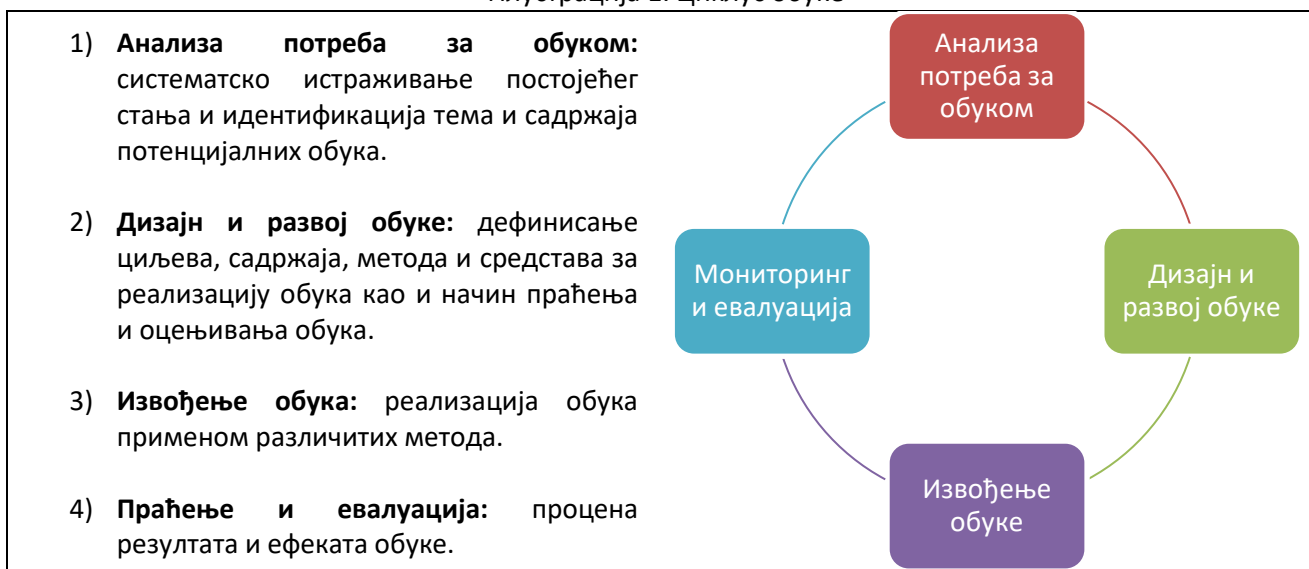 1) Анализа потреба за обуком:
систематско истраживање постојећег
стања и идентификација тема и садржаја
потенцијалних обука.
2) Дизајн и развој обуке: дефинисање
циљева, садржаја, метода и средстава за
реализацију обука као и начин праћења
и оцењивања обука.
3) Извођење обука: реализација обука
применом различитих метода.
4) Праћење и евалуација: процена
резултата и ефеката обуке.
Анализа
потреба за
обуком
Дизајн и
развој обуке
Извођење
обуке
Мониторинг
и евалуација